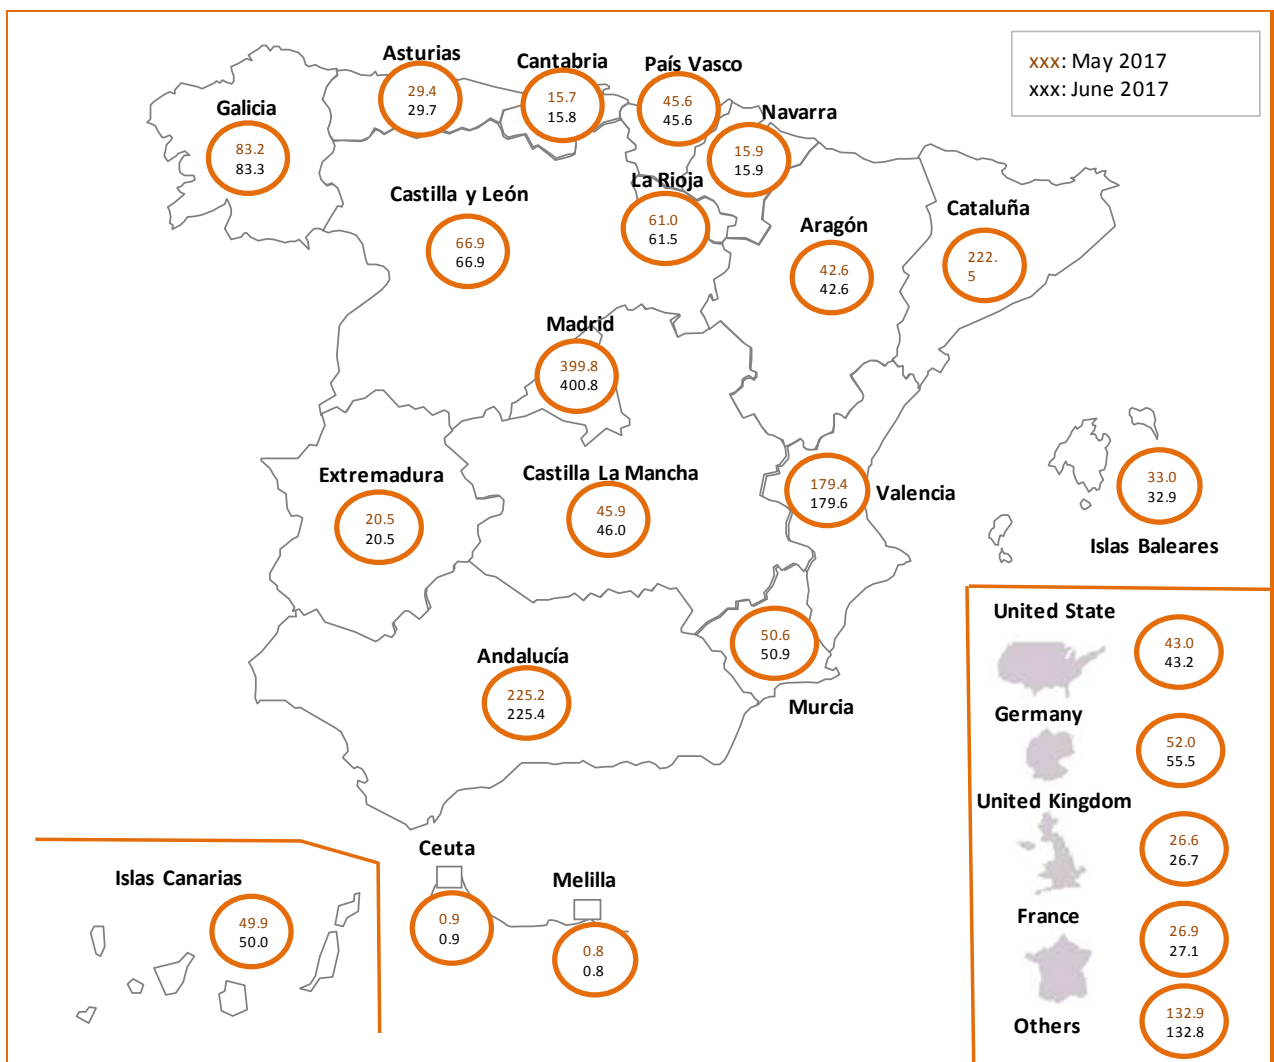 xxx: May 2017
xxx: June 2017
Asturias
29.4
29.7
Cantabria
15.7
15.8
País Vasco
45.6
45.6
Navarra
15.9
15.9
Galicia
83.2
83.3
Castilla y León
66.9
66.9
La Rioja
61.0
61.5
Aragón
42.6
42.6
Cataluña
222.
5
Madrid
399.8
400.8
Extremadura
20.5
20.5
Castilla La Mancha
45.9
46.0
179.4
179.6
Valencia
33.0
32.9
Islas Baleares
Andalucía
225.2
225.4
50.6
50.9
Murcia
United State
43.0
43.2
Germany
52.0
55.5
United Kingdom
26.6
26.7
France
26.9
27.1
Others
132.9
132.8
Islas Canarias
49.9
50.0
Ceuta
0.9
0.9
Melilla
0.8
0.8